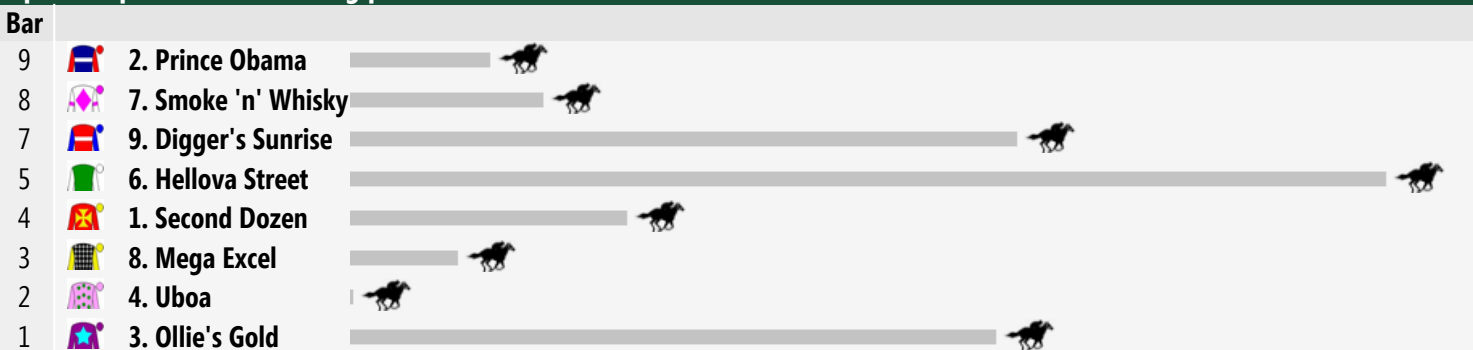 Bar
9 2. Prince Obama
8 7. Smoke 'n' Whisky
7 9. Digger's Sunrise
5 6. Hellova Street
4 1. Second Dozen
3 8. Mega Excel
2 4. Uboa
1 3. Ollie's Gold